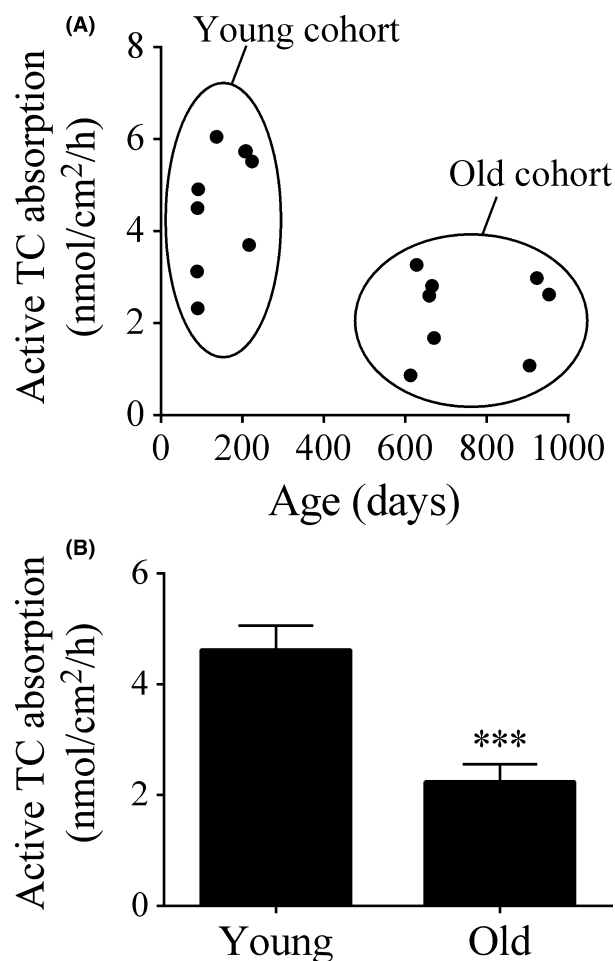 (A)
Young cohort
Old cohort
Active TC absorption
(nmol/cm²/h)
8
6
4
2
0
0 200 400 600 800 1000
Age (days)
(B)
Active TC absorption
(nmol/cm²/h)
6
4
2
0
***
Young Old